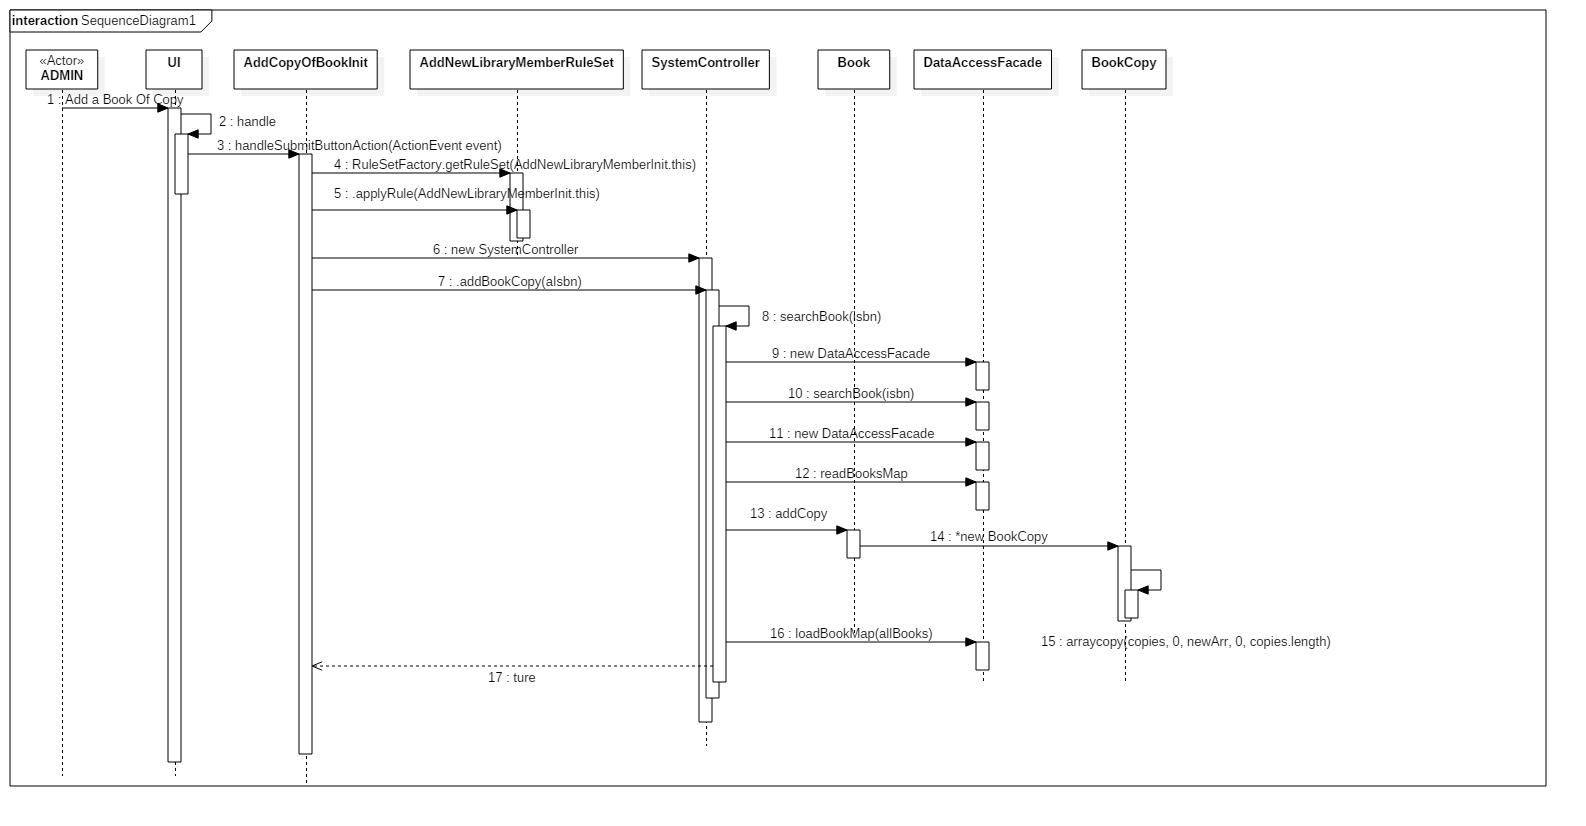 interaction SequenceDiagram1
«Actor»
ADMIN
UI
AddCopyOfBookInit
AddNewLibraryMemberRuleSet
SystemController
Book
DataAccessFacade
BookCopy
1 : Add a Book Of Copy
2 : handle
3 : handleSubmitButtonAction(ActionEvent event)
4 : RuleSetFactory.getRuleSet(AddNewLibraryMemberInit.this)
5 : .applyRule(AddNewLibraryMemberInit.this)
6 : new SystemController
7 : .addBookCopy(aIsbn)
8 : searchBook(Isbn)
9 : new DataAccessFacade
10 : searchBook(isbn)
11 : new DataAccessFacade
12 : readBooksMap
13 : addCopy
14 : *new BookCopy
16 : loadBookMap(allBooks)
15 : arraycopy(copies, 0, newArr, 0, copies.length)
17 : ture